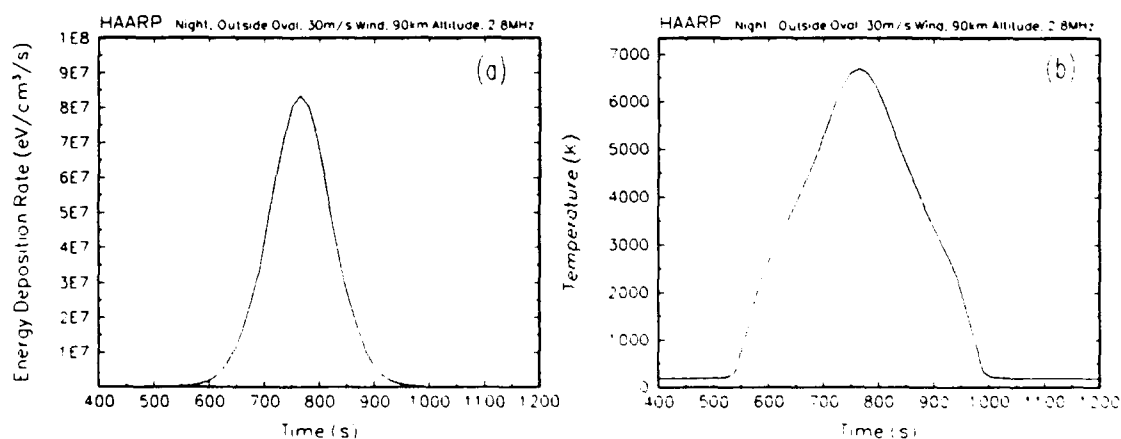 HAARP Night, Outside Oval, 30m/s Wind, 90km Altitude, 2.8MHz
(a)
Energy Deposition Rate (eV/cm³/s)
1E8
9E7
8E7
7E7
6E7
5E7
4E7
3E7
2E7
1E7
400 500 600 700 800 900 1000 1100 1200
Time (s)
HAARP Night, Outside Oval, 30m/s Wind, 90km Altitude, 2.8MHz
(b)
Temperature (K)
7000
6000
5000
4000
3000
2000
1000
0
400 500 600 700 800 900 1000 1100 1200
Time (s)